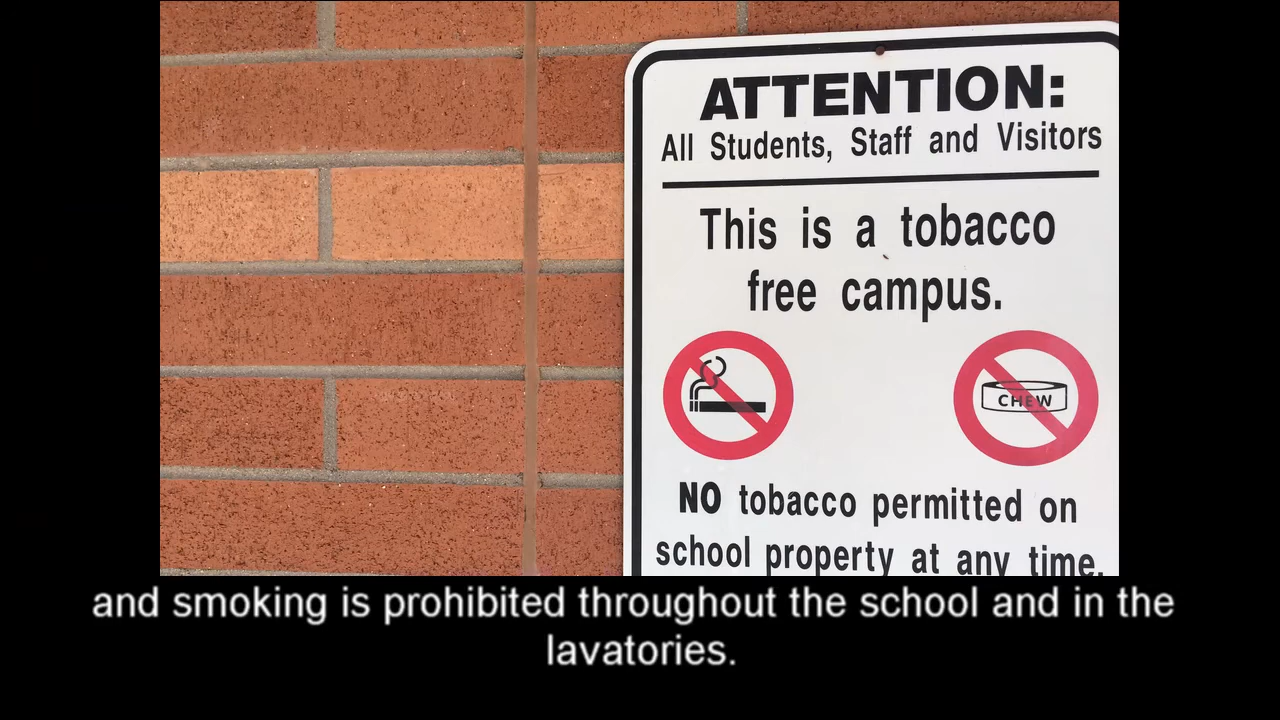 ATTENTION:
All Students, Staff and Visitors
This is a tobacco
free campus.
CHEW
NO tobacco permitted on
school property at any time.
and smoking is prohibited throughout the school and in the
lavatories.